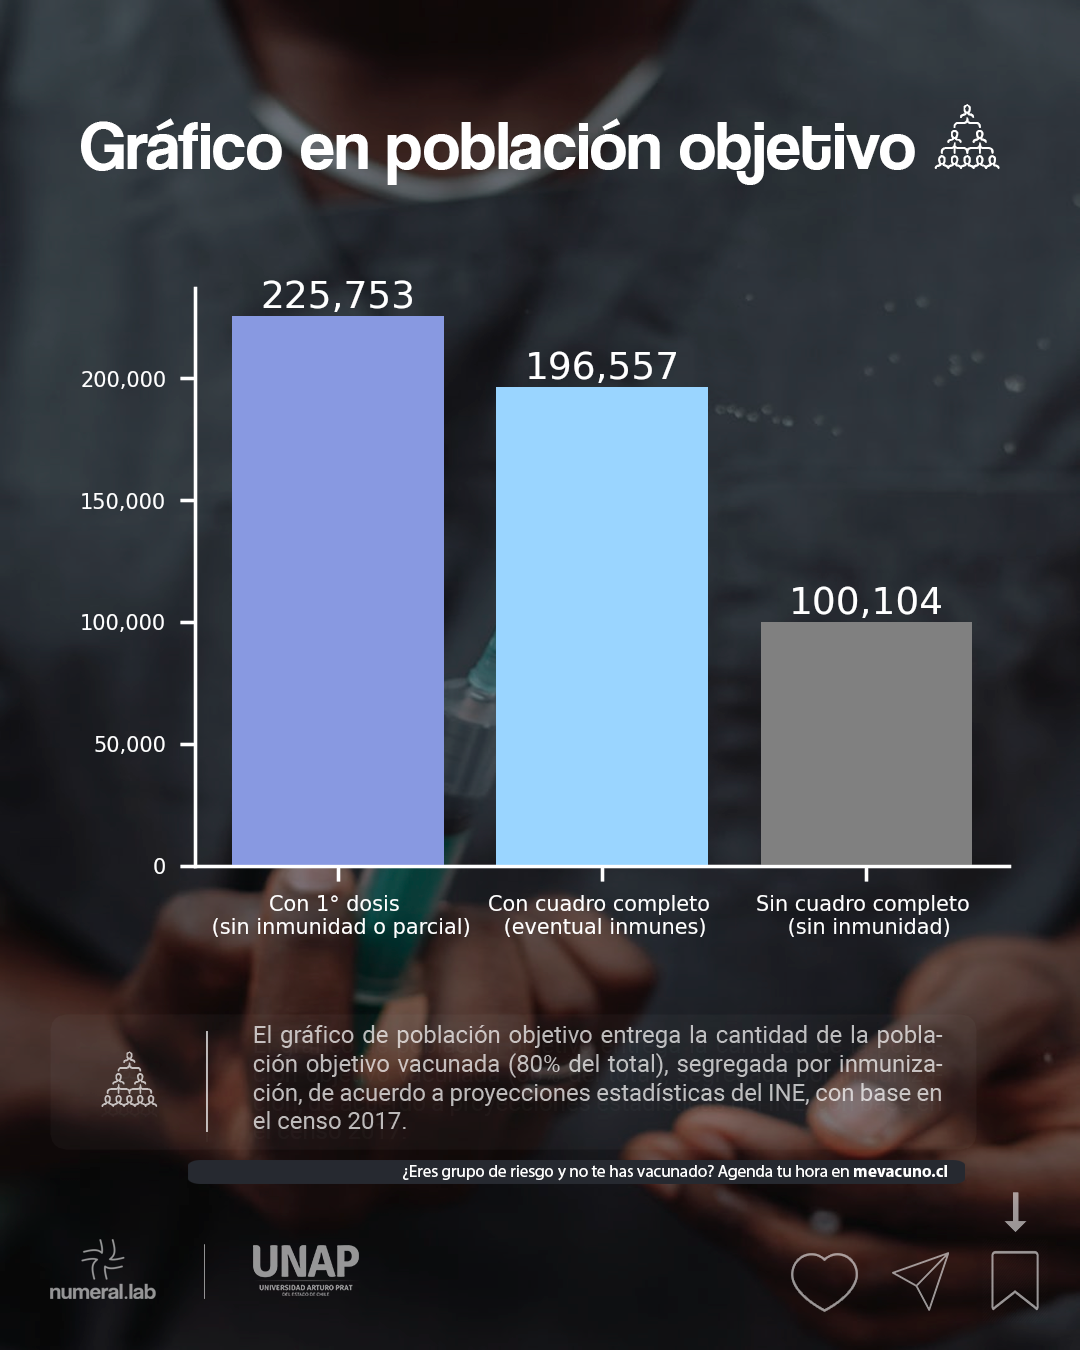 Gráfico en población objetivo
225,753
196,557
100,104
200,000
150,000
100,000
50,000
0
Con 1° dosis
(sin inmunidad o parcial)
Con cuadro completo
(eventual inmunes)
Sin cuadro completo
(sin inmunidad)
El gráfico de población objetivo entrega la cantidad de la pobla-
ción objetivo vacunada (80% del total), segregada por inmuniza-
ción, de acuerdo a proyecciones estadísticas del INE, con base en
el censo 2017.
¿Eres grupo de riesgo y no te has vacunado? Agenda tu hora en mevacuno.cl
numeral.lab
UNAP
UNIVERSIDAD ARTURO PRAT
DEL ESTADO DE CHILE